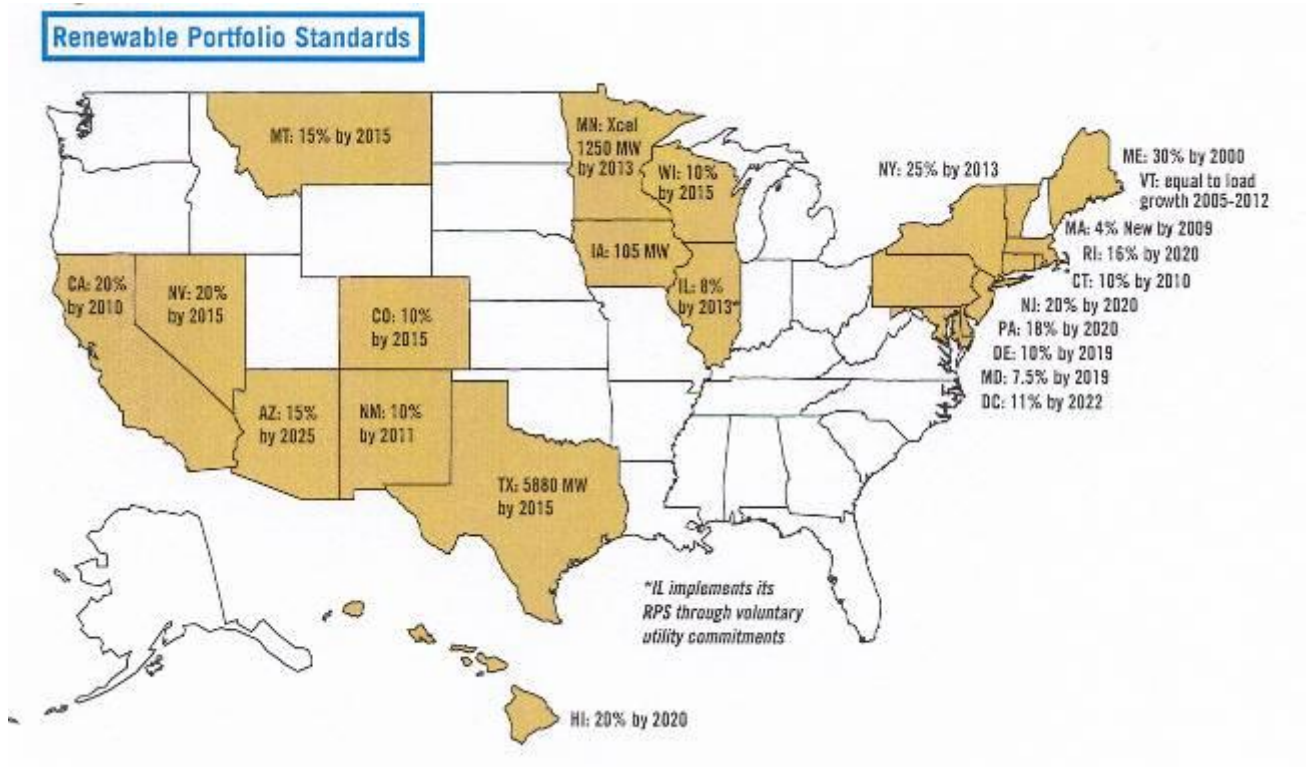 Renewable Portfolio Standards
MT: 15% by 2015
MN: Xcel
1250 MW
by 2013
WI: 10%
by 2015
NY: 25% by 2013
ME: 30% by 2000
VT: equal to load
growth 2005-2012
MA: 4% New by 2009
RI: 16% by 2020
CT: 10% by 2010
NJ: 20% by 2020
PA: 18% by 2020
DE: 10% by 2019
MD: 7.5% by 2019
DC: 11% by 2022
IA: 105 MW
IL: 8%
by 2013*
CA: 20%
by 2010
NV: 20%
by 2015
CO: 10%
by 2015
AZ: 15%
by 2025
NM: 10%
by 2011
TX: 5880 MW
by 2015
*IL implements its
RPS through voluntary
utility commitments
HI: 20% by 2020